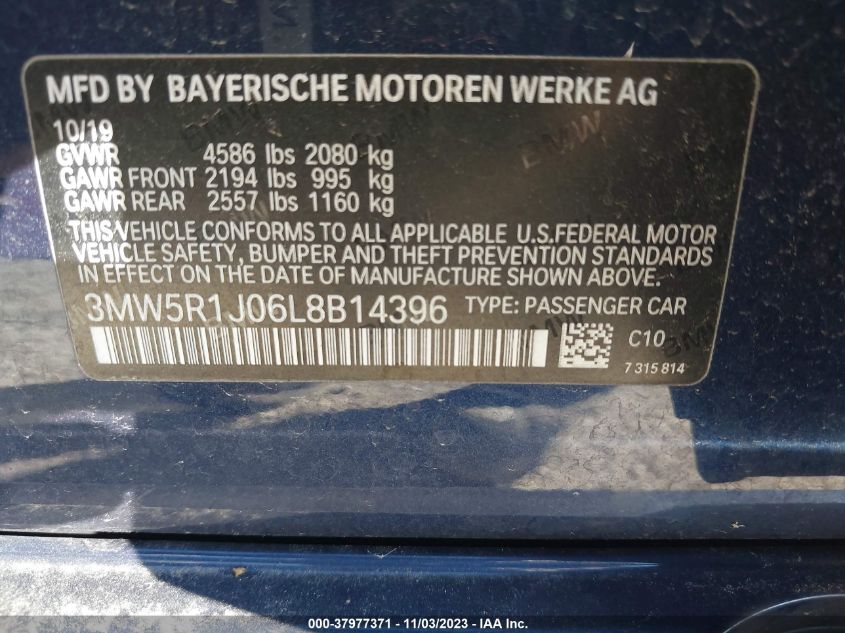 MFD BY BAYERISCHE MOTOREN WERKE AG
10/19
GVWR 4586 lbs 2080 kg
GAWR FRONT 2194 lbs 995 kg
GAWR REAR 2557 lbs 1160 kg
THIS VEHICLE CONFORMS TO ALL APPLICABLE U.S.FEDERAL MOTOR
VEHICLE SAFETY, BUMPER AND THEFT PREVENTION STANDARDS
IN EFFECT ON THE DATE OF MANUFACTURE SHOWN ABOVE.
3MW5R1J06L8B14396 TYPE: PASSENGER CAR
C10
7 315 814
000-37977371 - 11/03/2023 - IAA Inc.